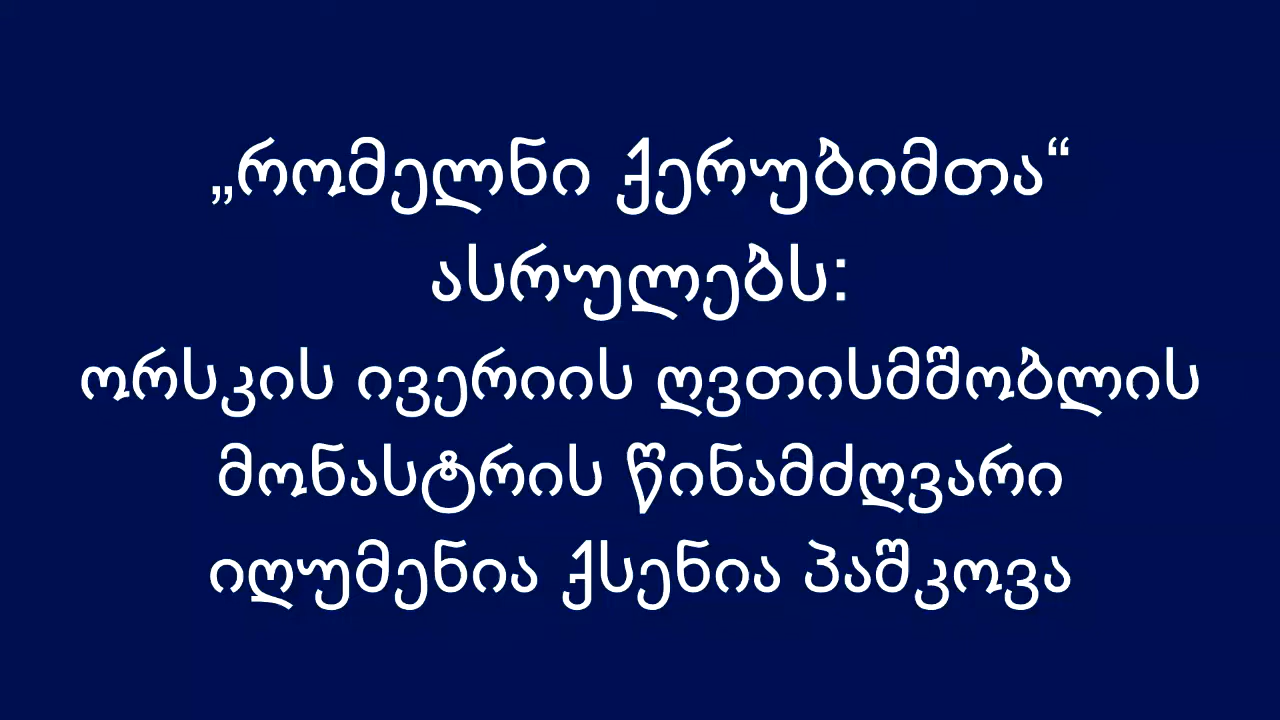 „რომელნი ქერუბიმთა“
ასრულებს:
ორსკის ივერიის ღვთისმშობლის
მონასტრის წინამძღვარი
იღუმენია ქსენია პაშკოვა